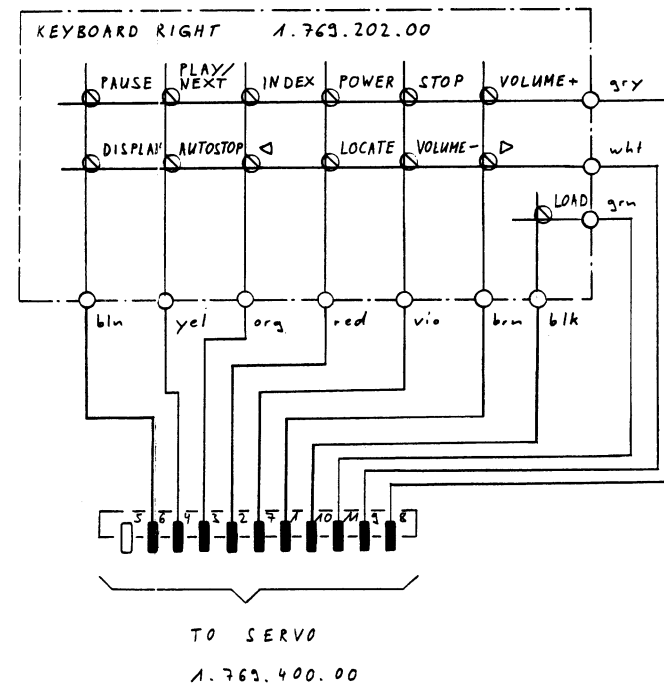 KEYBOARD RIGHT 1.769.202.00
PAUSE PLAY/ NEXT INDEX POWER STOP VOLUME+ gry
DISPLAY AUTOSTOP ◁ LOCATE VOLUME- ▷ wht
LOAD grn
bln yel org red vio brn blk
5 6 4 3 2 7 1 10 11 9 8
TO SERVO
1.769.400.00